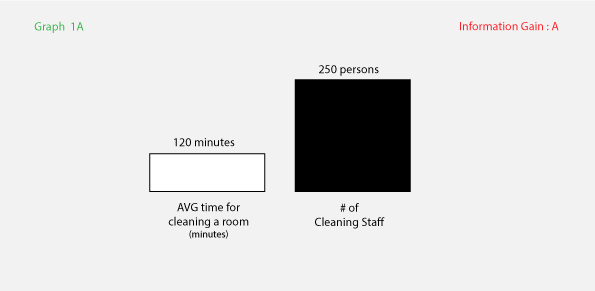 Graph 1A
Information Gain : A
250 persons
120 minutes
AVG time for
cleaning a room
(minutes)
# of
Cleaning Staff